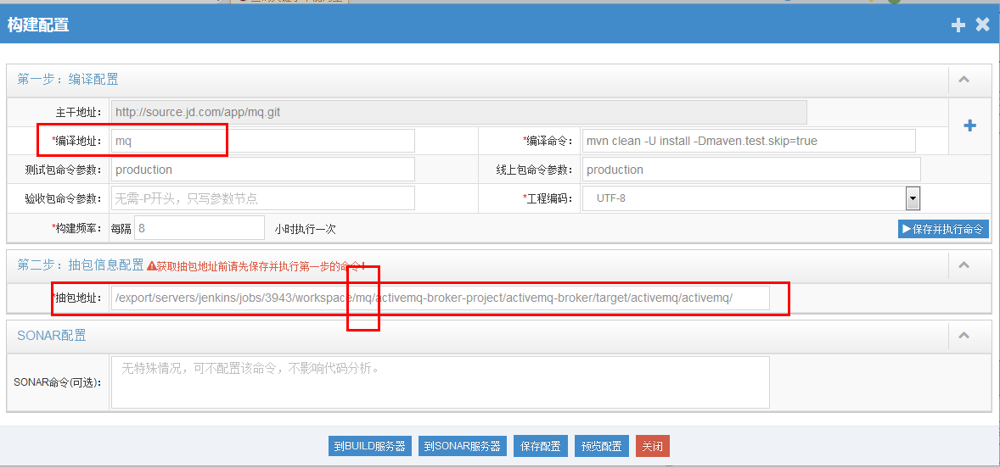 构建配置
第一步：编译配置
主干地址： http://source.jd.com/app/mq.git
*编译地址： mq *编译命令： mvn clean -U install -Dmaven.test.skip=true
测试包命令参数： production 线上包命令参数： production
验收包命令参数： 无需-P开头，只写参数节点 *工程编码： UTF-8
*构建频率： 每隔 8 小时执行一次 保存并执行命令
第二步：抽包信息配置 获取抽包地址前请先保存并执行第一步的命令！
*抽包地址： /export/servers/jenkins/jobs/3943/workspace/mq/activemq-broker-project/activemq-broker/target/activemq/activemq/
SONAR配置
SONAR命令(可选)： 无特殊情况，可不配置该命令，不影响代码分析。
到BUILD服务器 到SONAR服务器 保存配置 预览配置 关闭